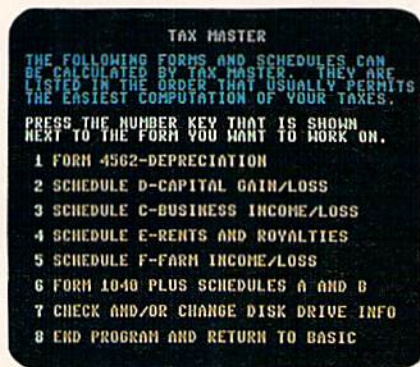 TAX MASTER
THE FOLLOWING FORMS AND SCHEDULES CAN
BE CALCULATED BY TAX MASTER. THEY ARE
LISTED IN THE ORDER THAT USUALLY PERMITS
THE EASIEST COMPUTATION OF YOUR TAXES.
PRESS THE NUMBER KEY THAT IS SHOWN
NEXT TO THE FORM YOU WANT TO WORK ON.
1 FORM 4562-DEPRECIATION
2 SCHEDULE D-CAPITAL GAIN/LOSS
3 SCHEDULE C-BUSINESS INCOME/LOSS
4 SCHEDULE E-RENTS AND ROYALTIES
5 SCHEDULE F-FARM INCOME/LOSS
6 FORM 1040 PLUS SCHEDULES A AND B
7 CHECK AND/OR CHANGE DISK DRIVE INFO
8 END PROGRAM AND RETURN TO BASIC